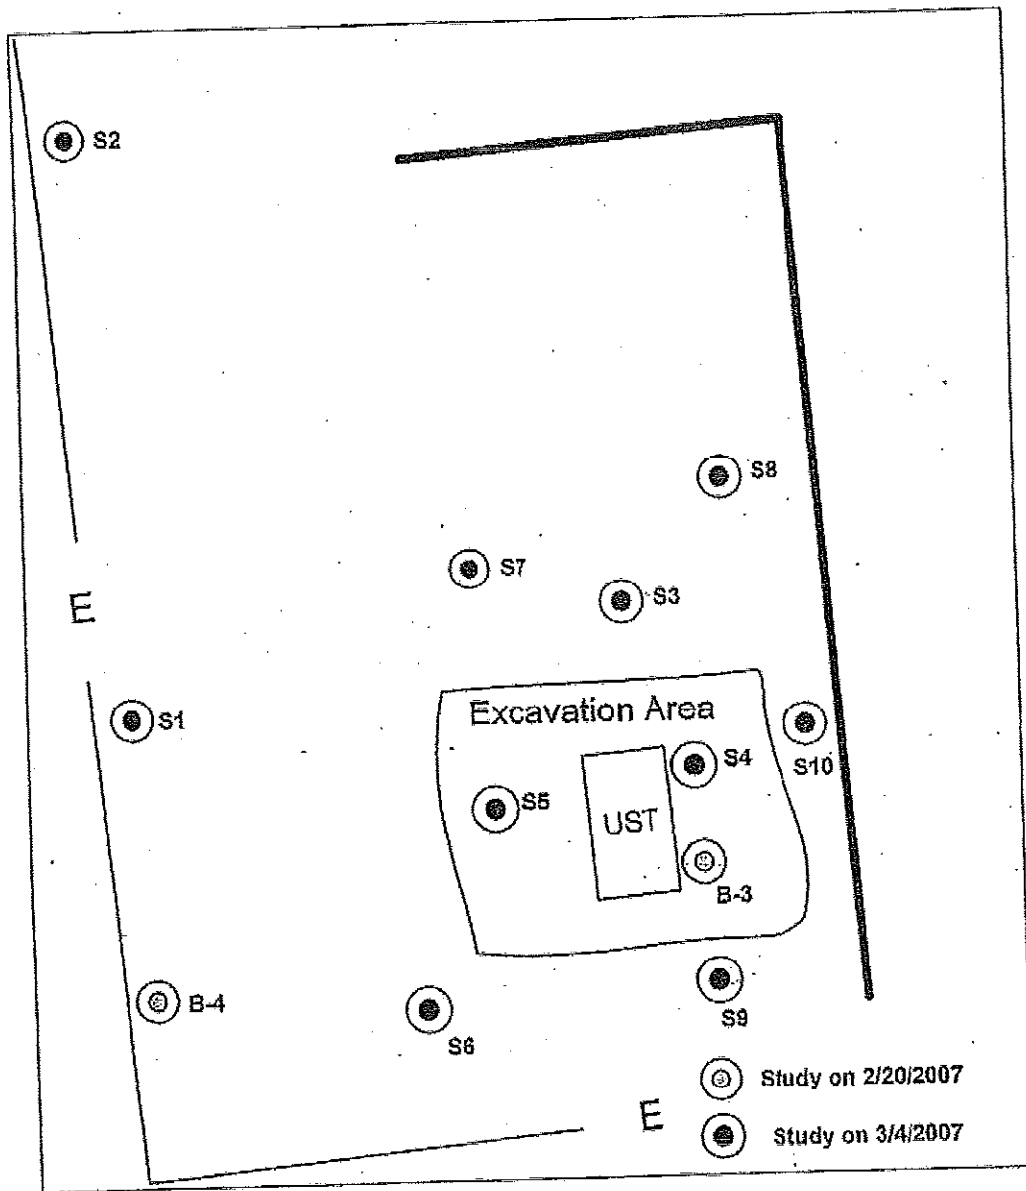 S2
S8
S7
S3
E
S1
Excavation Area
S4
S10
S5
UST
B-3
B-4
S9
S6
Study on 2/20/2007
E
Study on 3/4/2007